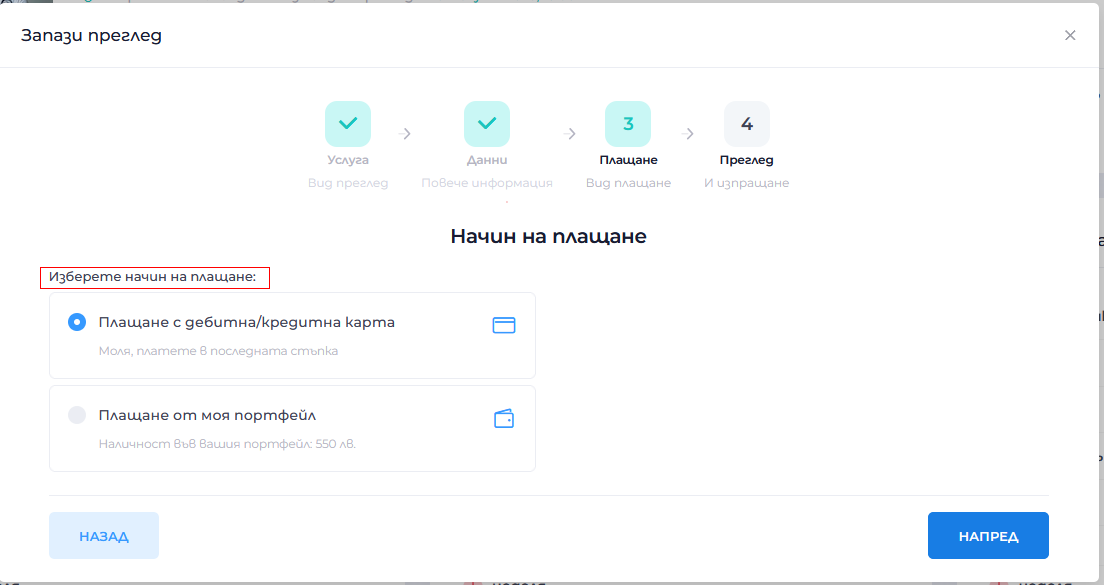 Запази преглед
3
4
Услуга
Данни
Плащане
Преглед
Вид преглед
Повече информация
Вид плащане
И изпращане
Начин на плащане
Изберете начин на плащане:
Плащане с дебитна/кредитна карта
Моля, платете в последната стъпка
Плащане от моя портфейл
Наличност във вашия портфейл: 550 лв.
НАЗАД
НАПРЕД